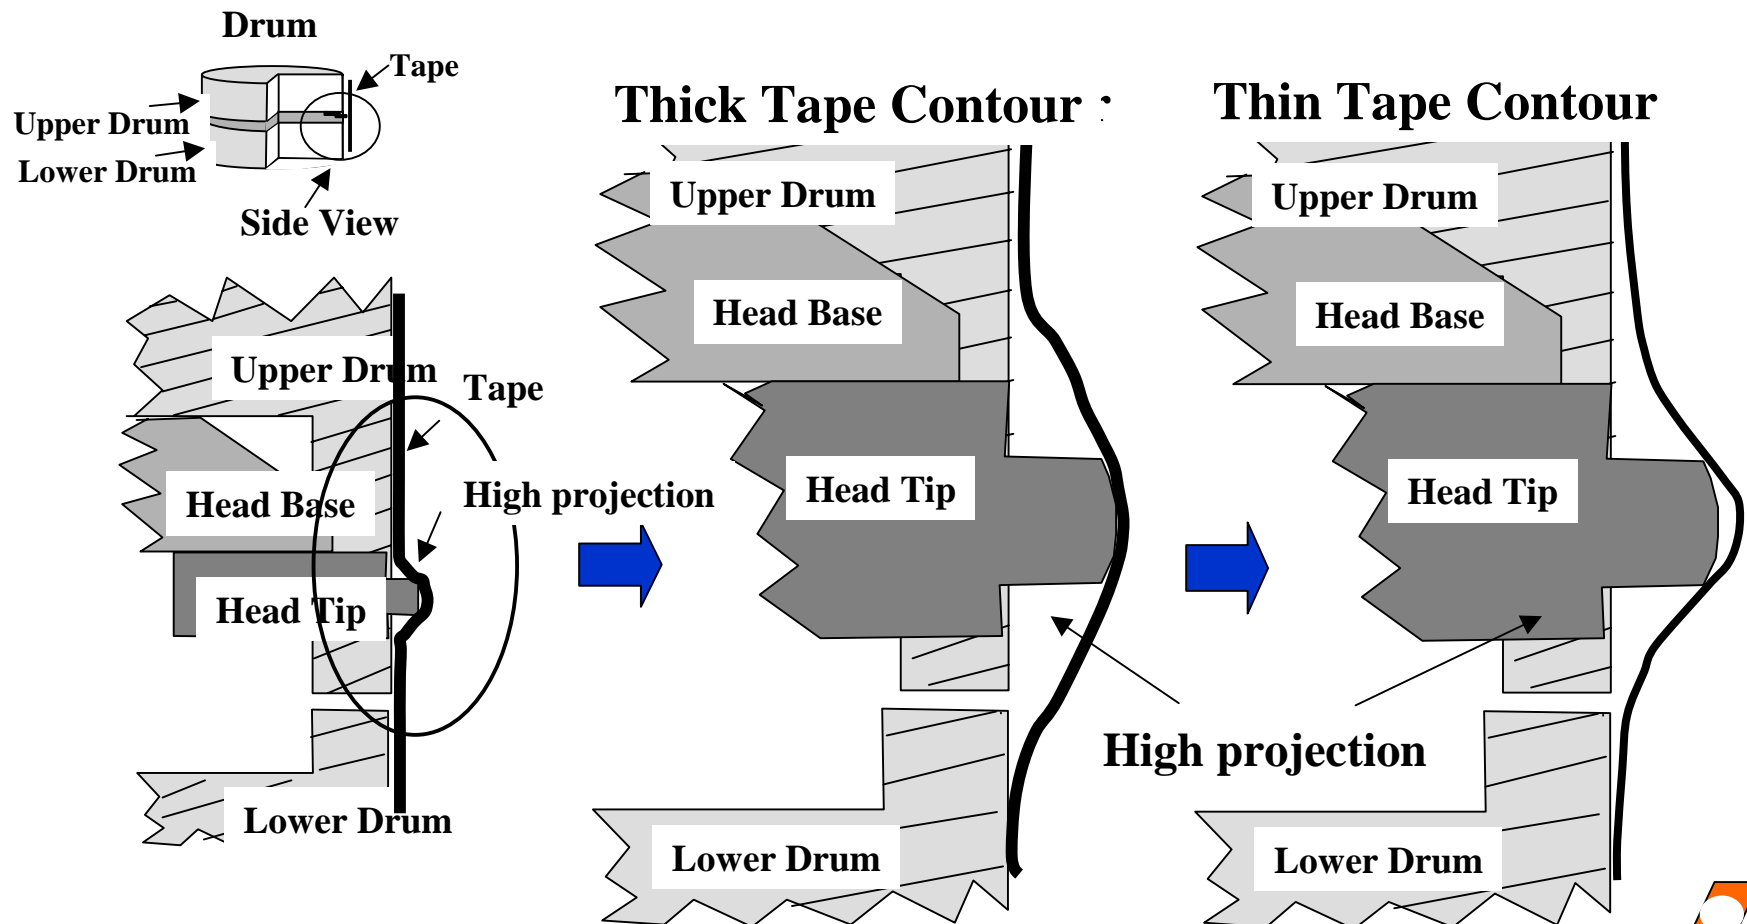 Drum
Tape
Upper Drum
Lower Drum
Side View
Upper Drum
Tape
Head Base
High projection
Head Tip
Lower Drum
Thick Tape Contour :
Upper Drum
Head Base
Head Tip
Lower Drum
High projection
Thin Tape Contour
Upper Drum
Head Base
Head Tip
Lower Drum